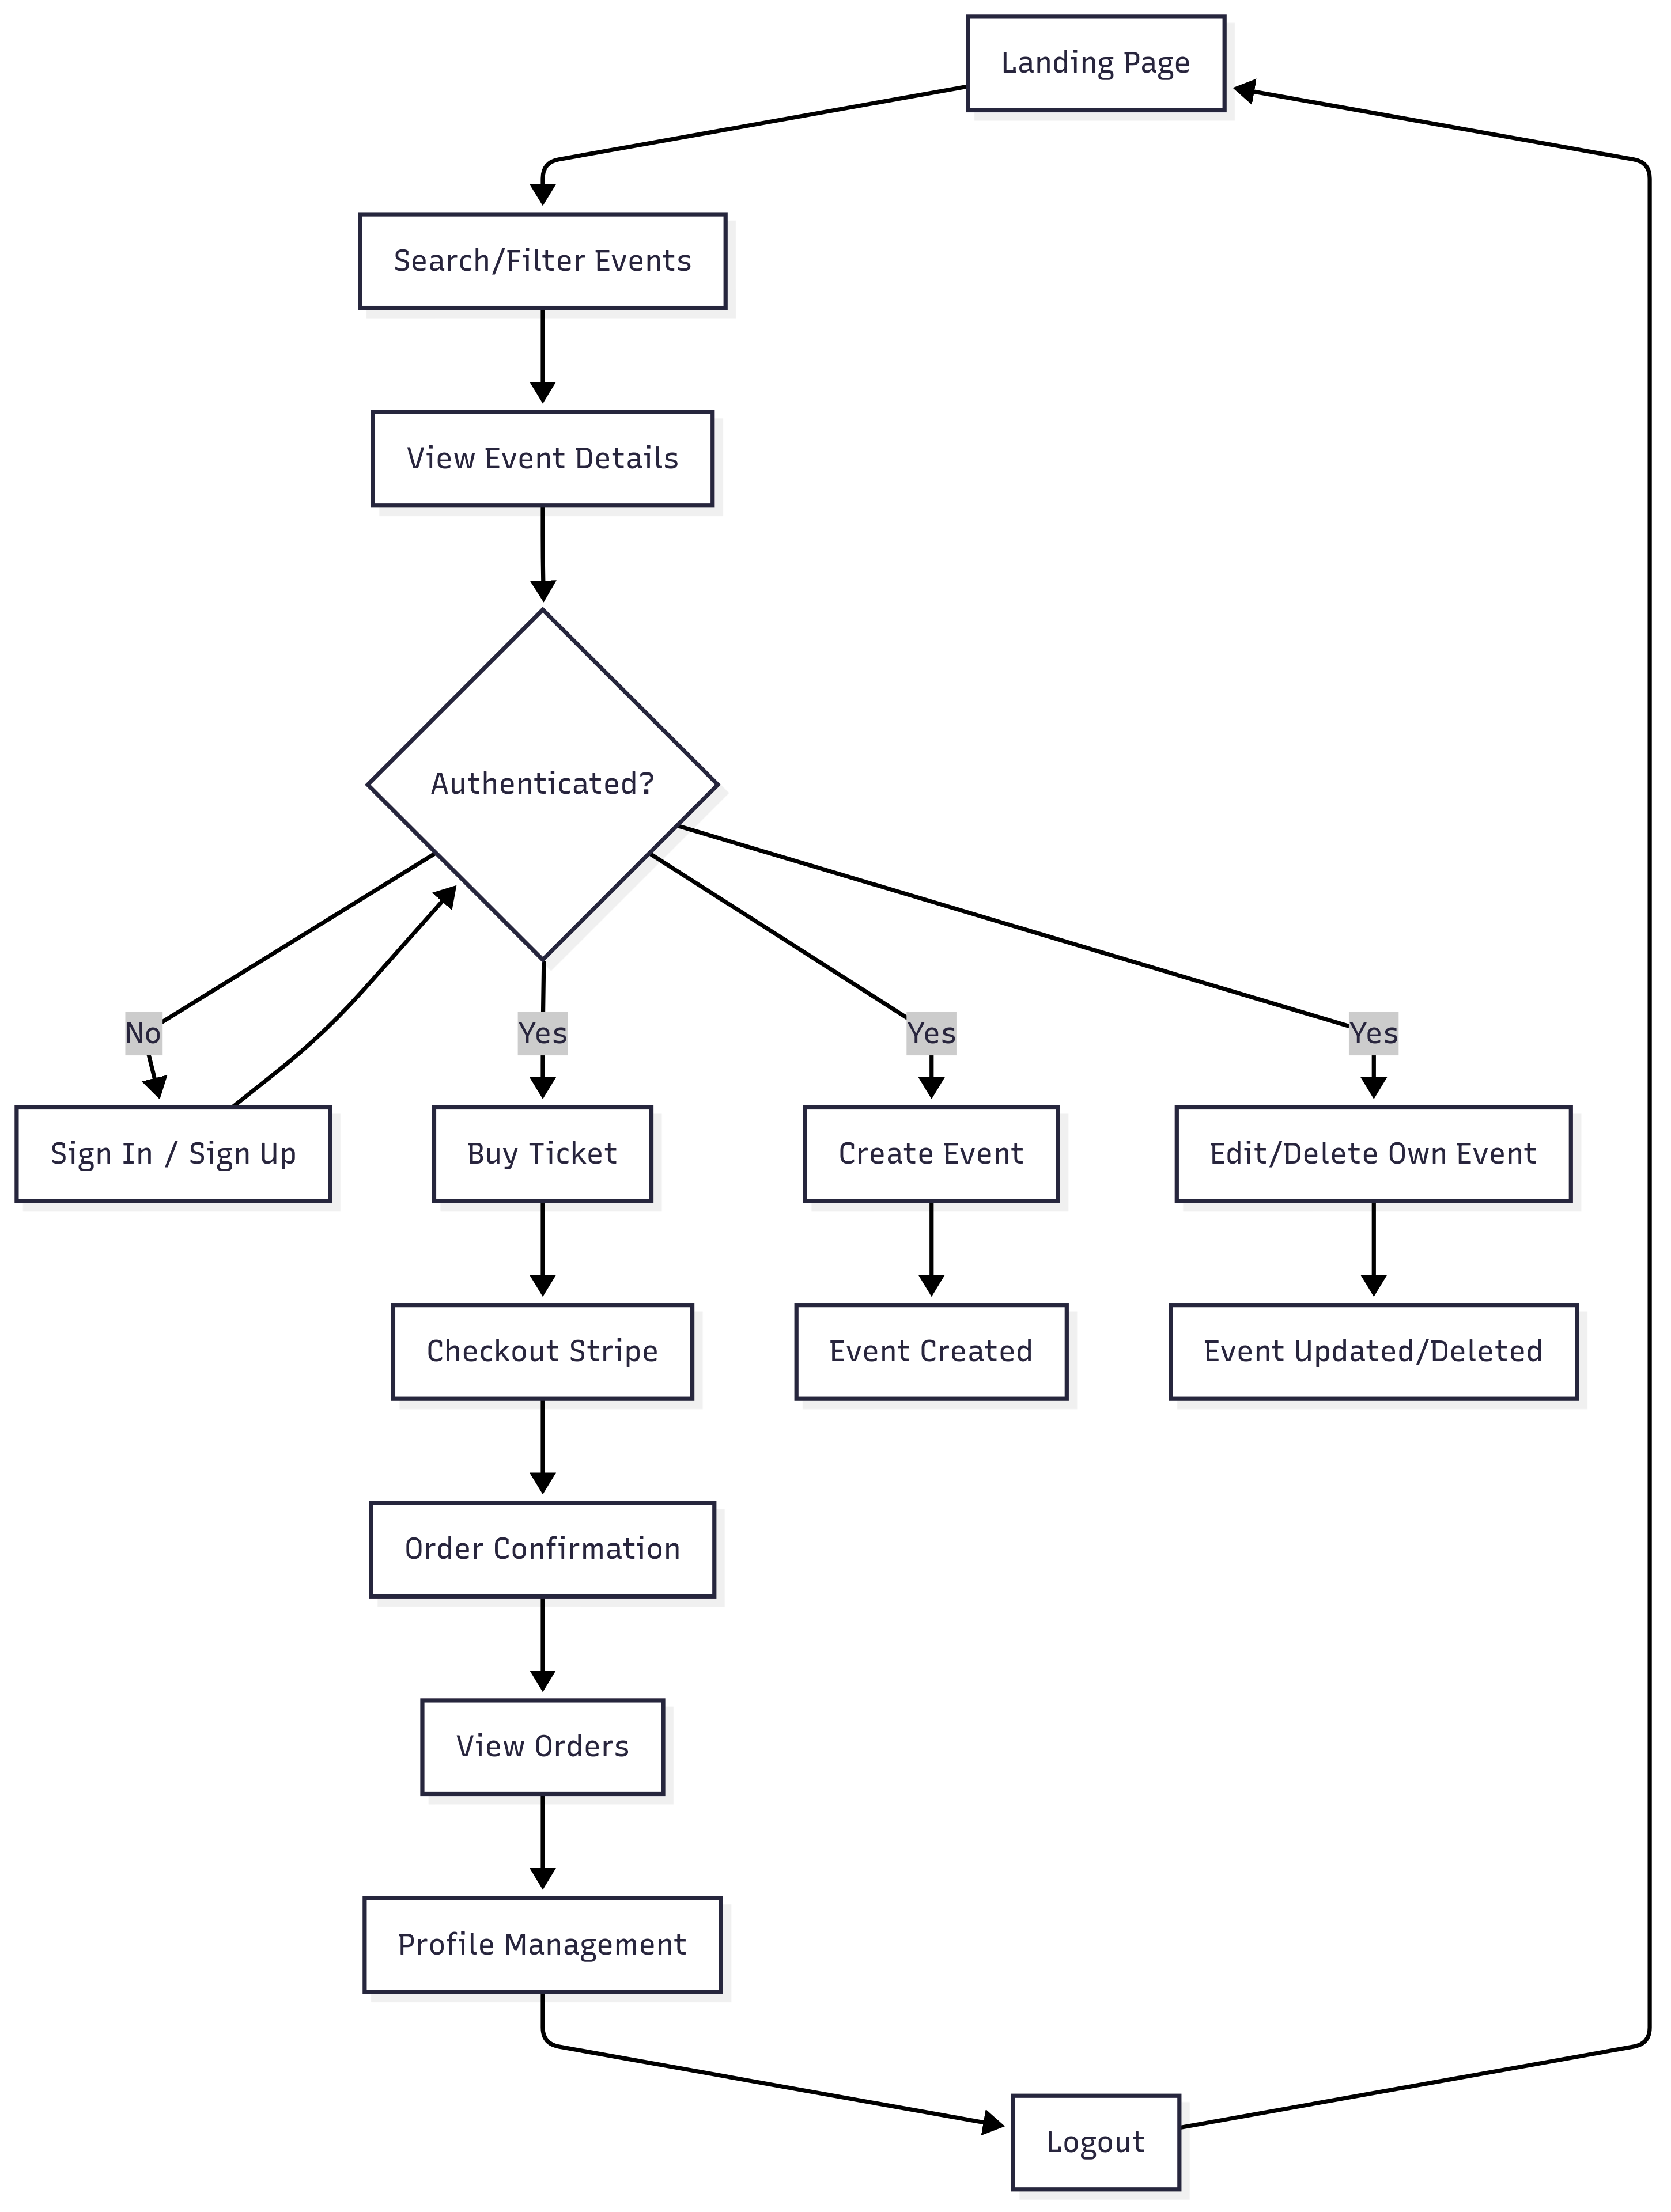 Landing Page
Search/Filter Events
View Event Details
Authenticated?
No
Yes
Yes
Yes
Sign In / Sign Up
Buy Ticket
Create Event
Edit/Delete Own Event
Checkout Stripe
Event Created
Event Updated/Deleted
Order Confirmation
View Orders
Profile Management
Logout